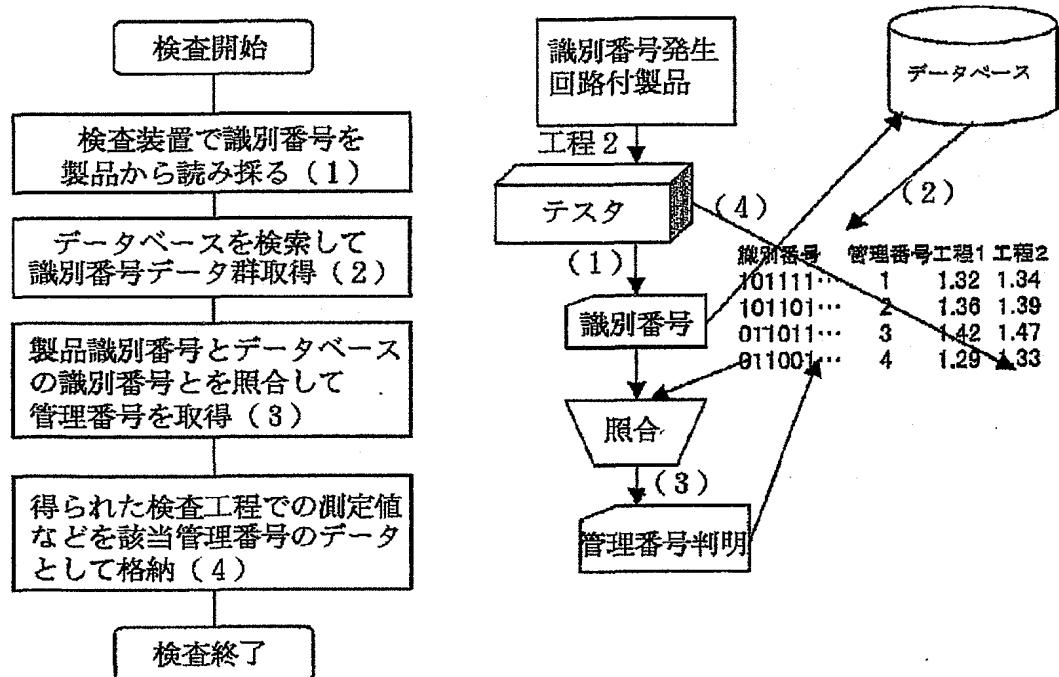 検査開始
検査装置で識別番号を
製品から読み採る（1）
データベースを検索して
識別番号データ群取得（2）
製品識別番号とデータベース
の識別番号とを照合して
管理番号を取得（3）
得られた検査工程での測定値
などを該当管理番号のデータ
として格納（4）
検査終了
識別番号発生
回路付製品
工程2
テスタ
（1）
識別番号
照合
（3）
管理番号判明
データベース
（2）
（4）
識別番号 管理番号 工程1 工程2
101111… 1 1.32 1.34
101101… 2 1.36 1.39
011011… 3 1.42 1.47
011001… 4 1.29 1.33